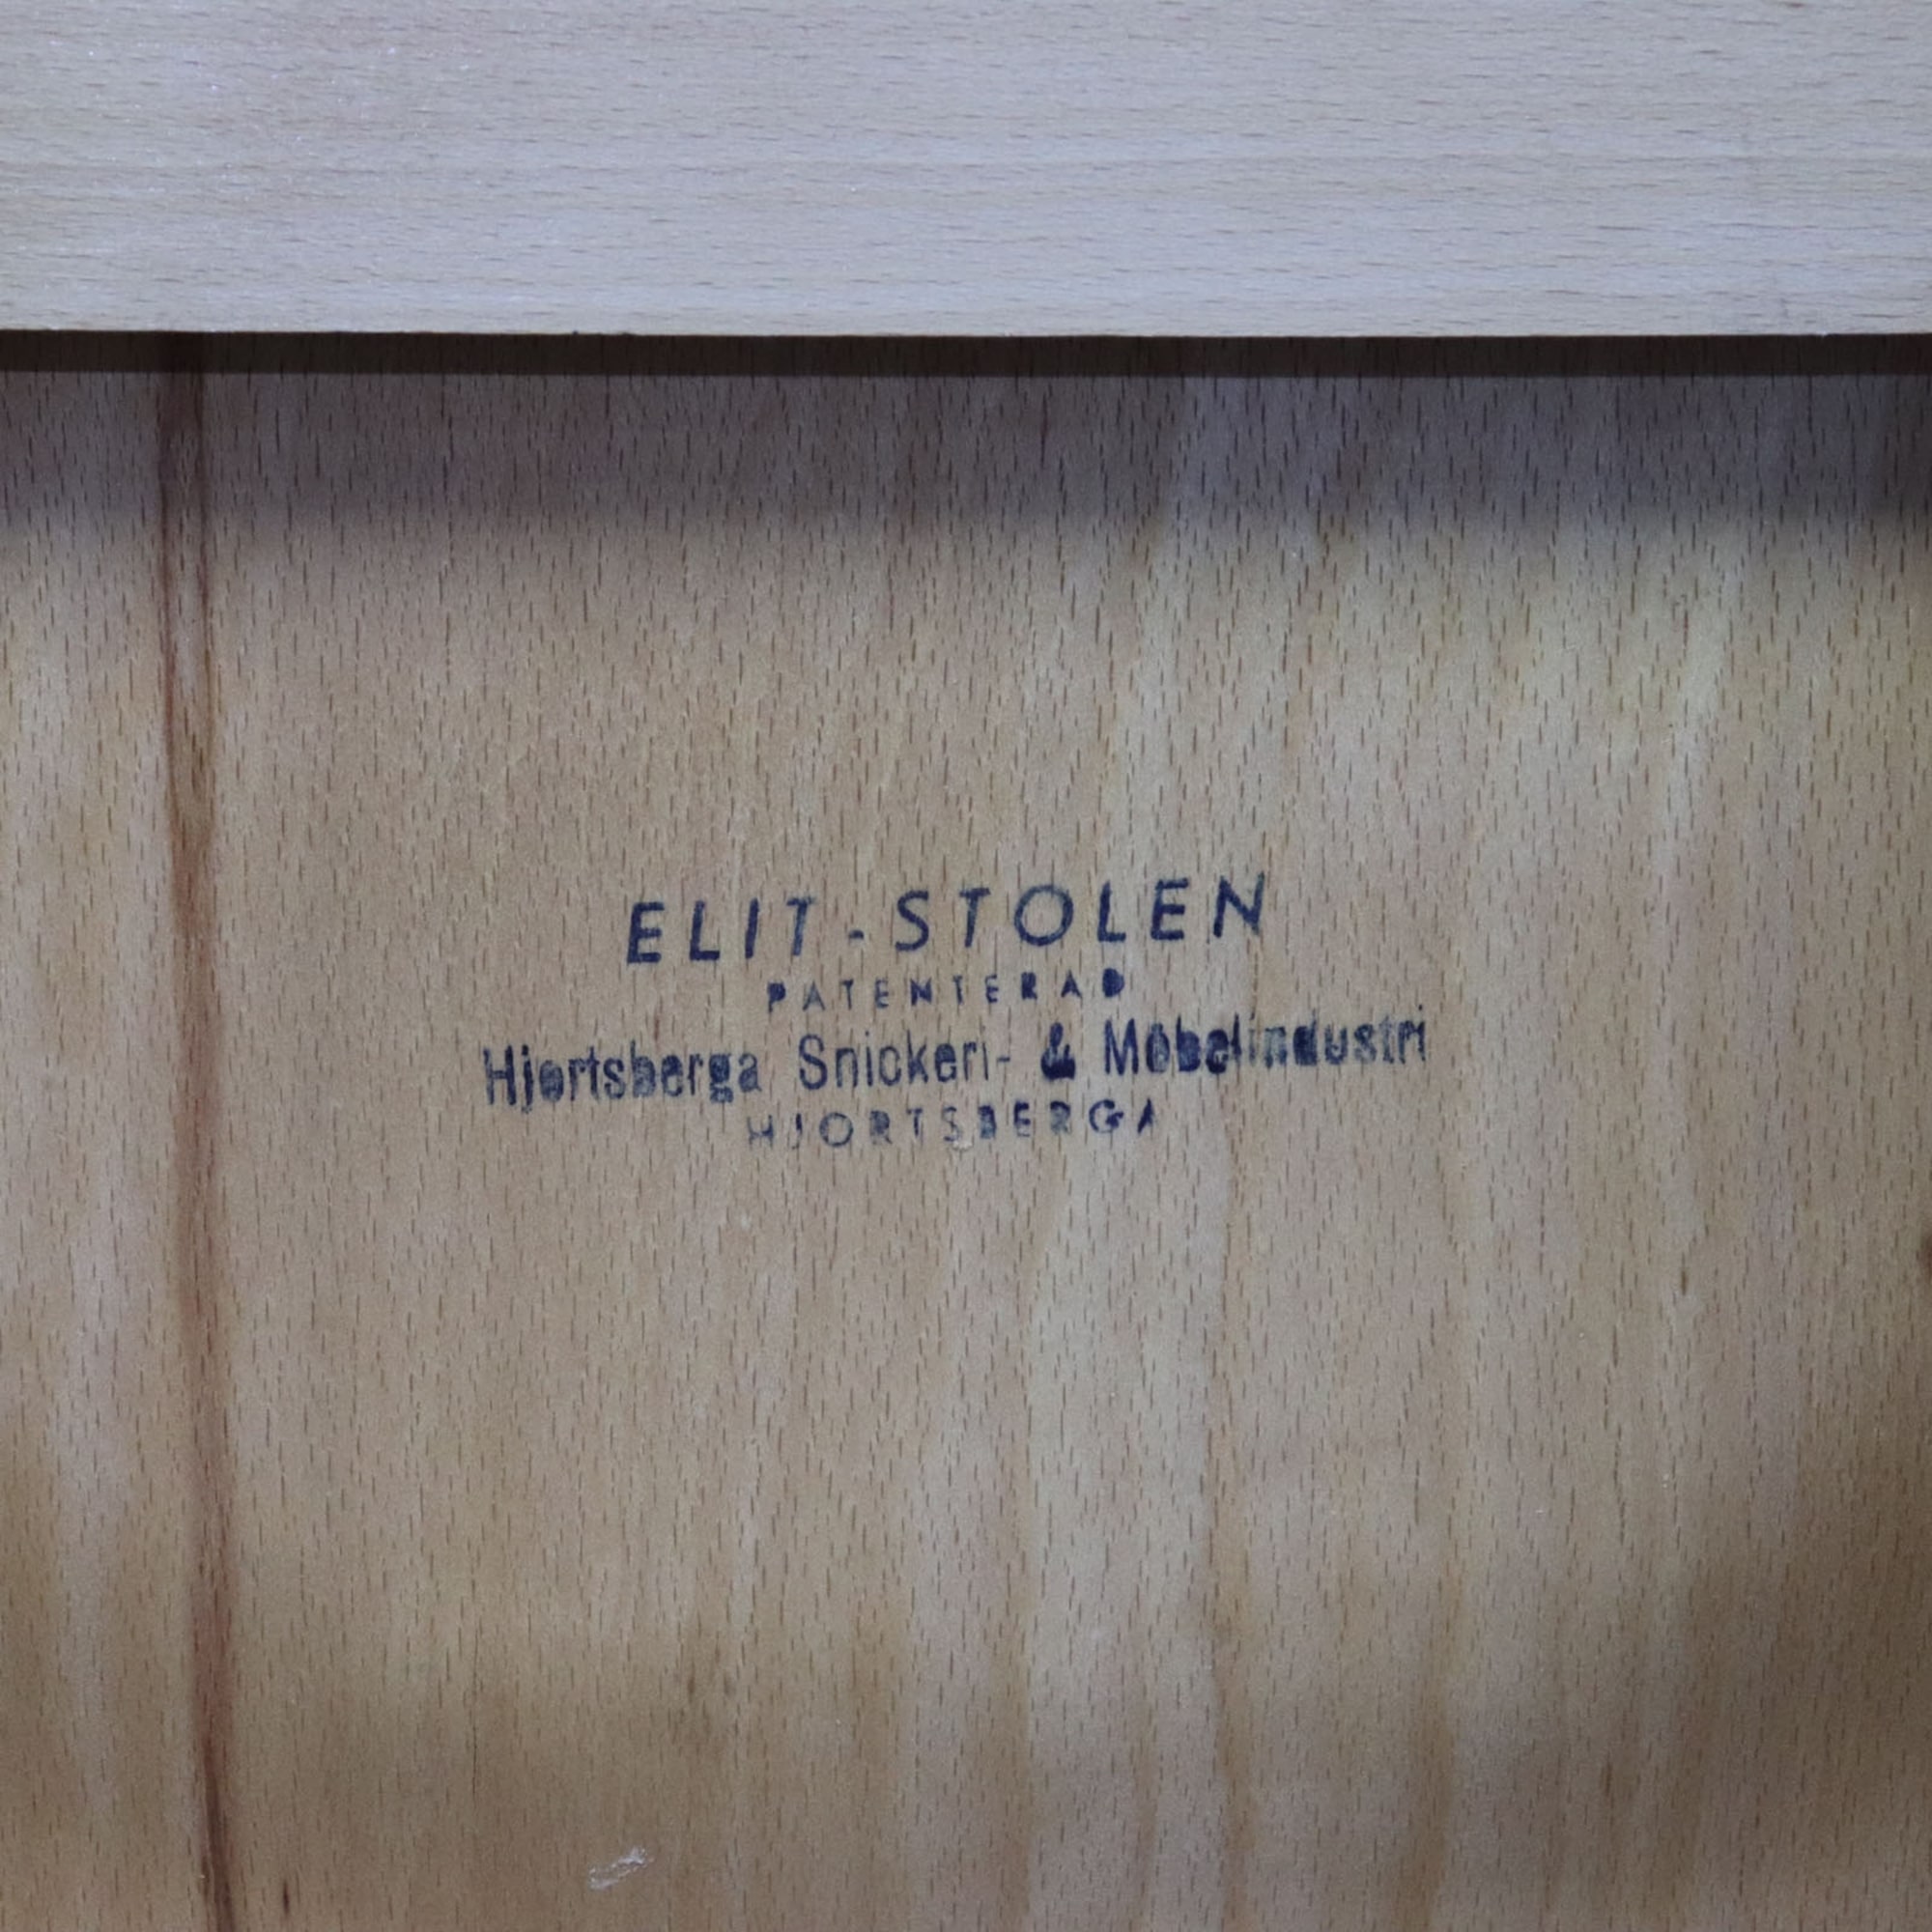 ELIT-STOLEN
PATENTERAD
Hjortsberga Snickeri- & Möbelindustri
HJORTSBERGA